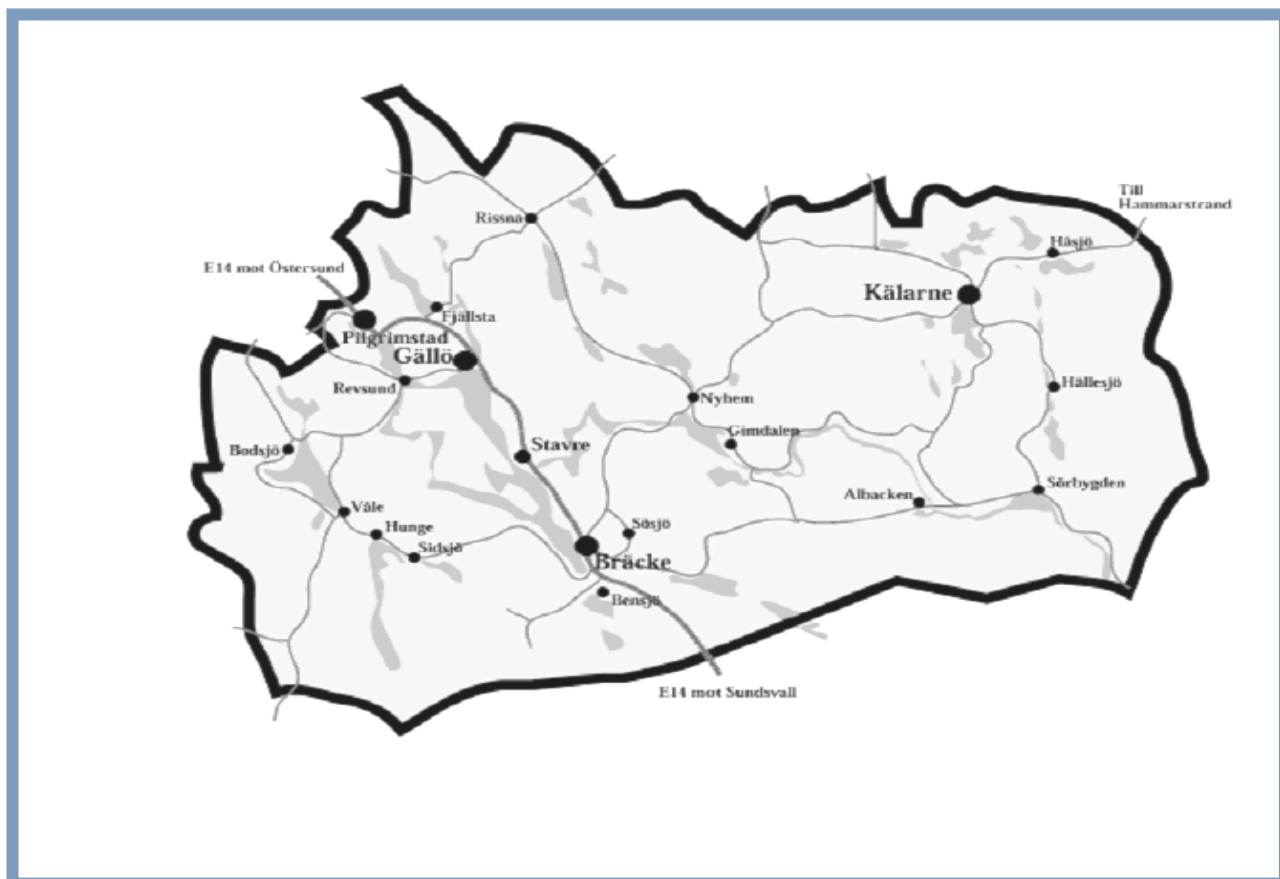 Till
Hammarstrand
Rissna
Håsjö
E14 mot Östersund
Kälarne
Fjällsta
Pilgrimstad
Gällö
Revsund
Hällesjö
Nyhem
Gimdalen
Bodsjö
Stavre
Albacken
Sörbygden
Våle
Hunge
Sösjö
Sidsjö
Bräcke
Bensjö
E14 mot Sundsvall